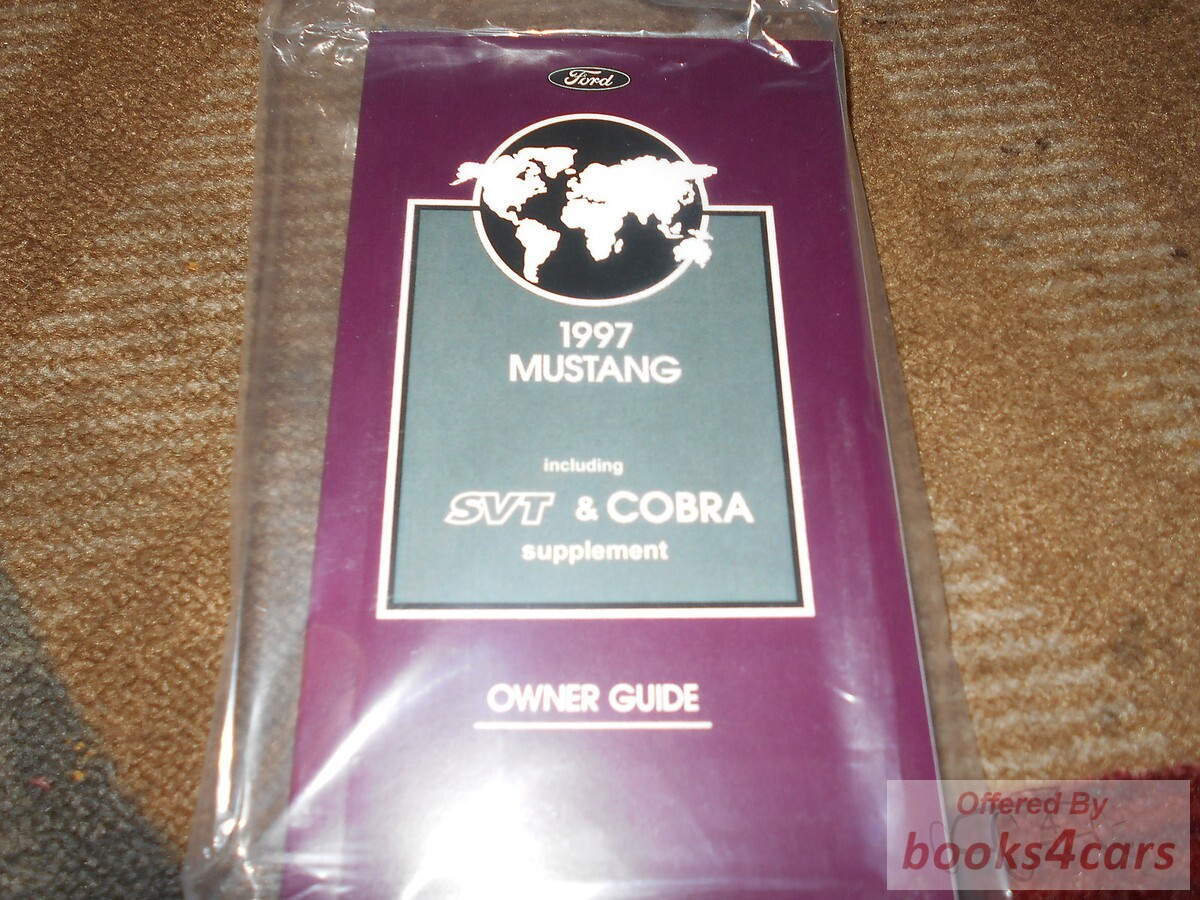 Ford
1997
MUSTANG
including
SVT & COBRA
supplement
OWNER GUIDE
Offered By
books4cars